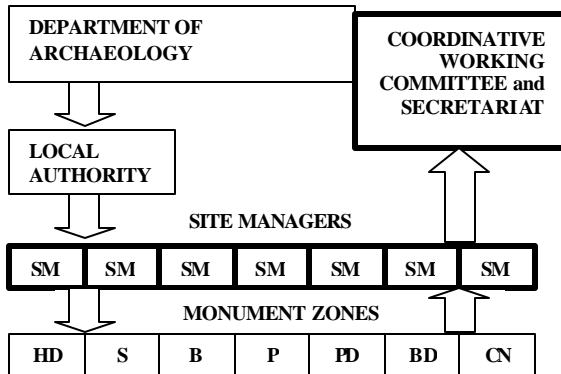 DEPARTMENT OF
ARCHAEOLOGY
COORDINATIVE
WORKING
COMMITTEE and
SECRETARIAT
LOCAL
AUTHORITY
SITE MANAGERS
SM SM SM SM SM SM SM
MONUMENT ZONES
HD S B P PD BD CN